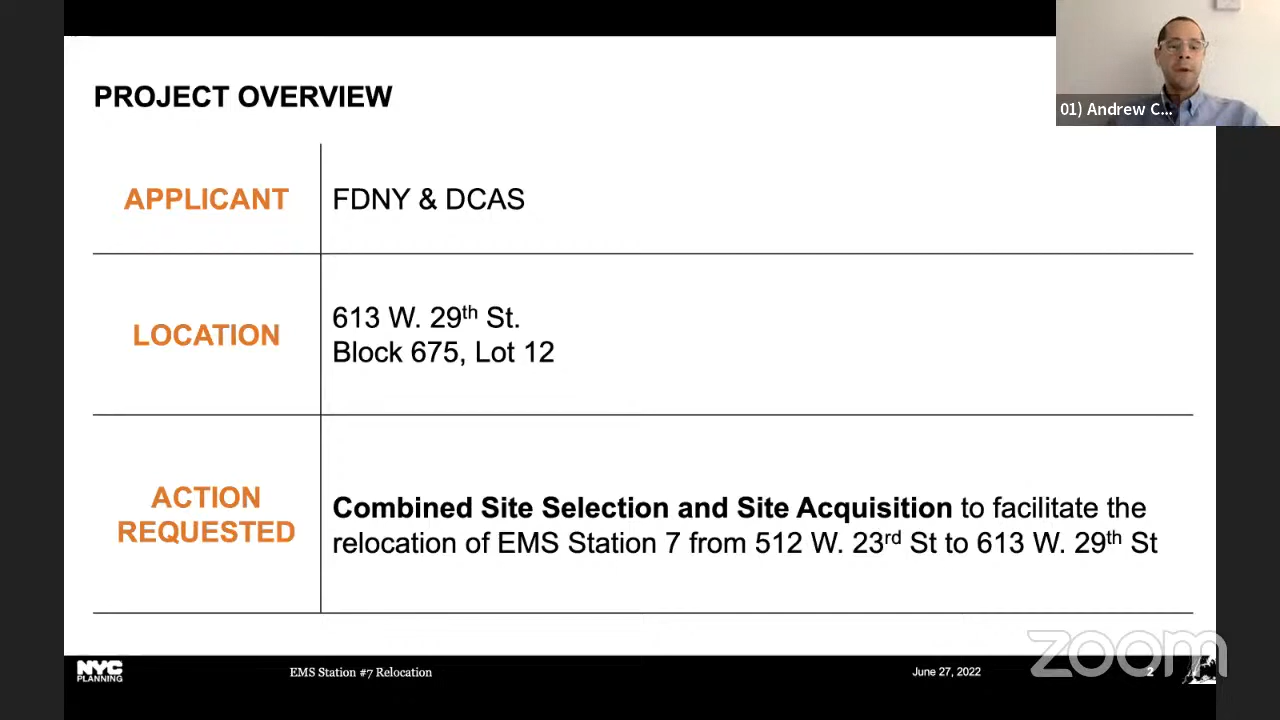 PROJECT OVERVIEW
01) Andrew C...
APPLICANT
FDNY & DCAS
LOCATION
613 W. 29th St.
Block 675, Lot 12
ACTION
REQUESTED
Combined Site Selection and Site Acquisition to facilitate the
relocation of EMS Station 7 from 512 W. 23rd St to 613 W. 29th St
zoom
NYC
PLANNING
EMS Station #7 Relocation
June 27, 2022
2